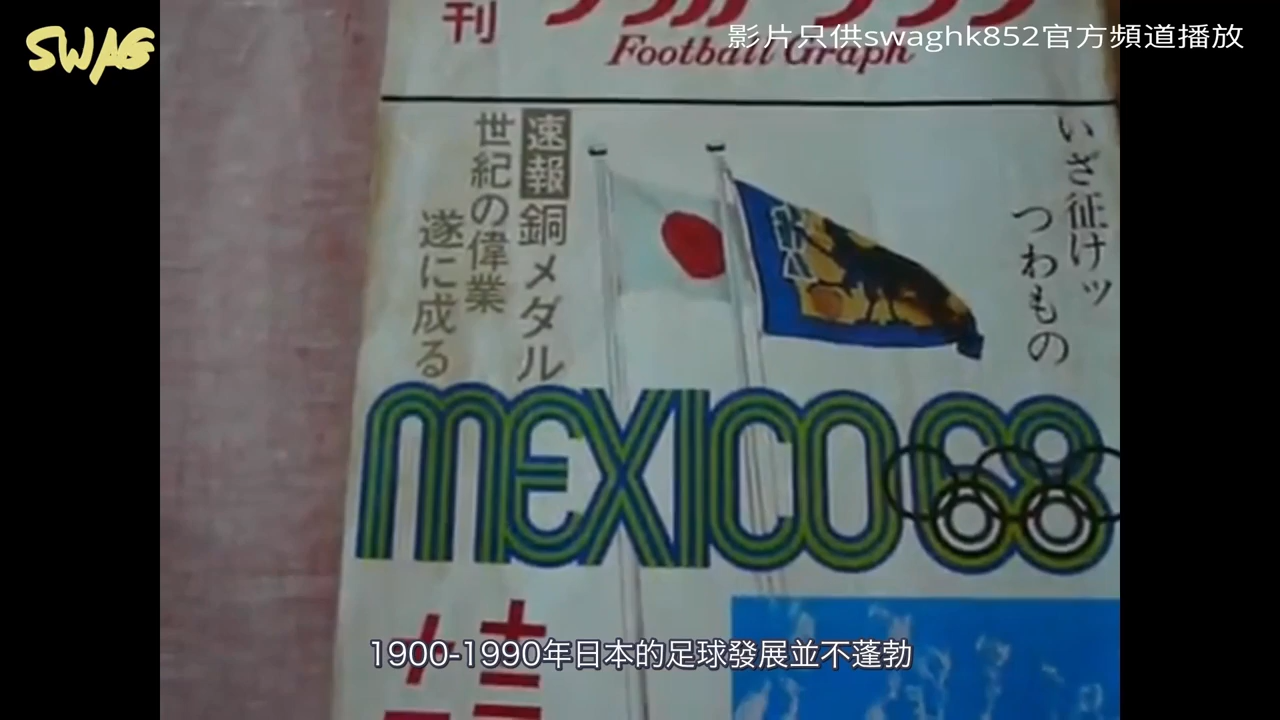 SWAG
影片只供swaghk852官方頻道播放
刊
Football Graph
いざ征けッ
つわもの
速報 銅メダル
世紀の偉業
遂に成る
MEXICO 68
1900-1990年日本的足球發展並不蓬勃